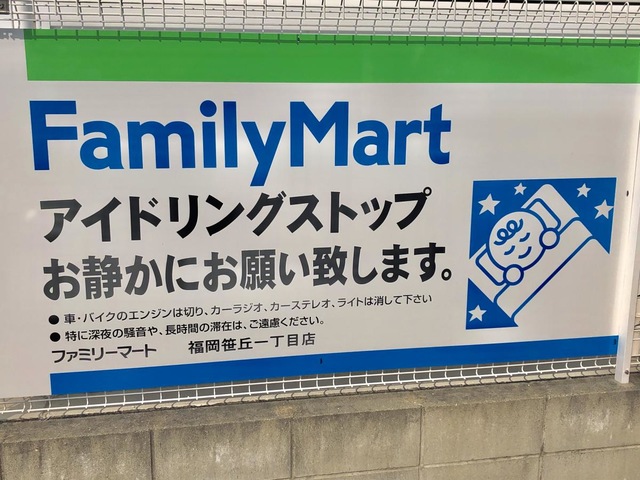 FamilyMart
アイドリングストップ
お静かにお願い致します。
● 車・バイクのエンジンは切り、カーラジオ、カーステレオ、ライトは消して下さい
● 特に深夜の騒音や、長時間の滞在は、ご遠慮ください。
ファミリーマート 福岡笹丘一丁目店